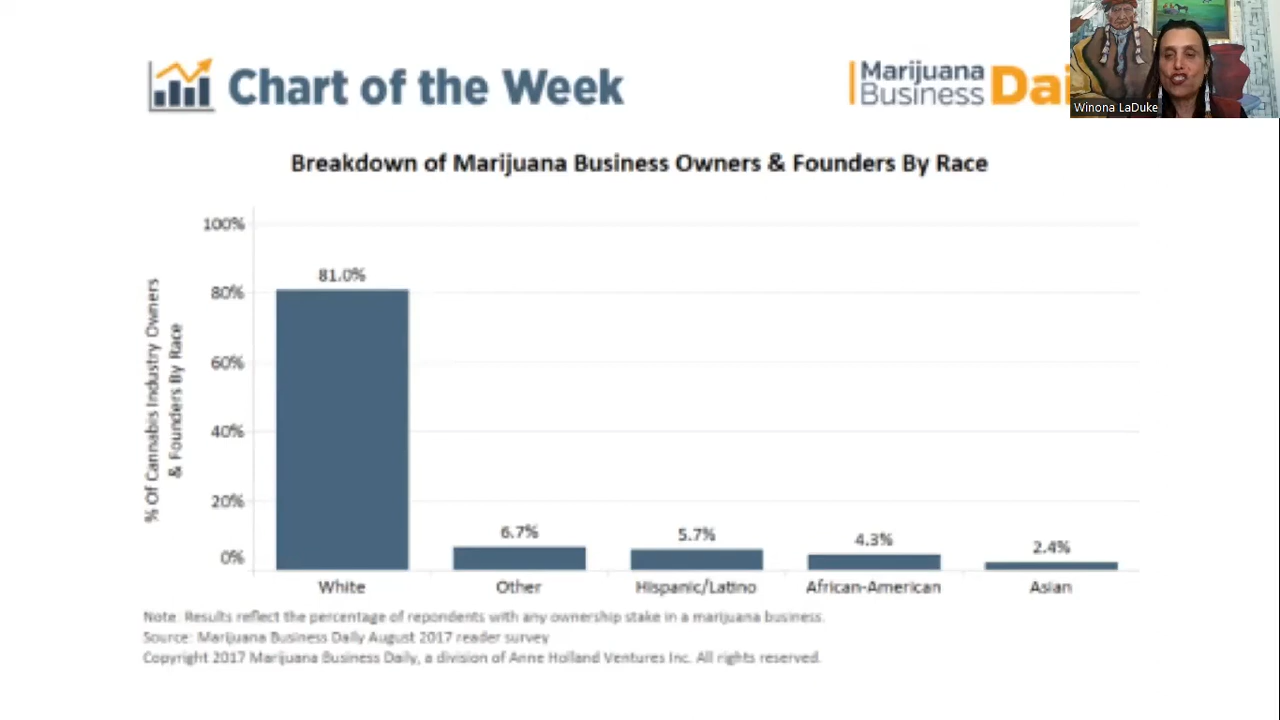 Chart of the Week
Marijuana
Business Dai
Winona LaDuke
Breakdown of Marijuana Business Owners & Founders By Race
% Of Cannabis Industry Owners
& Founders By Race
100%
80%
60%
40%
20%
0%
81.0%
6.7%
5.7%
4.3%
2.4%
White
Other
Hispanic/Latino
African-American
Asian
Note. Results reflect the percentage of repondents with any ownership stake in a marijuana business.
Source: Marijuana Business Daily August 2017 reader survey
Copyright 2017 Marijuana Business Daily, a division of Anne Holland Ventures Inc. All rights reserved.